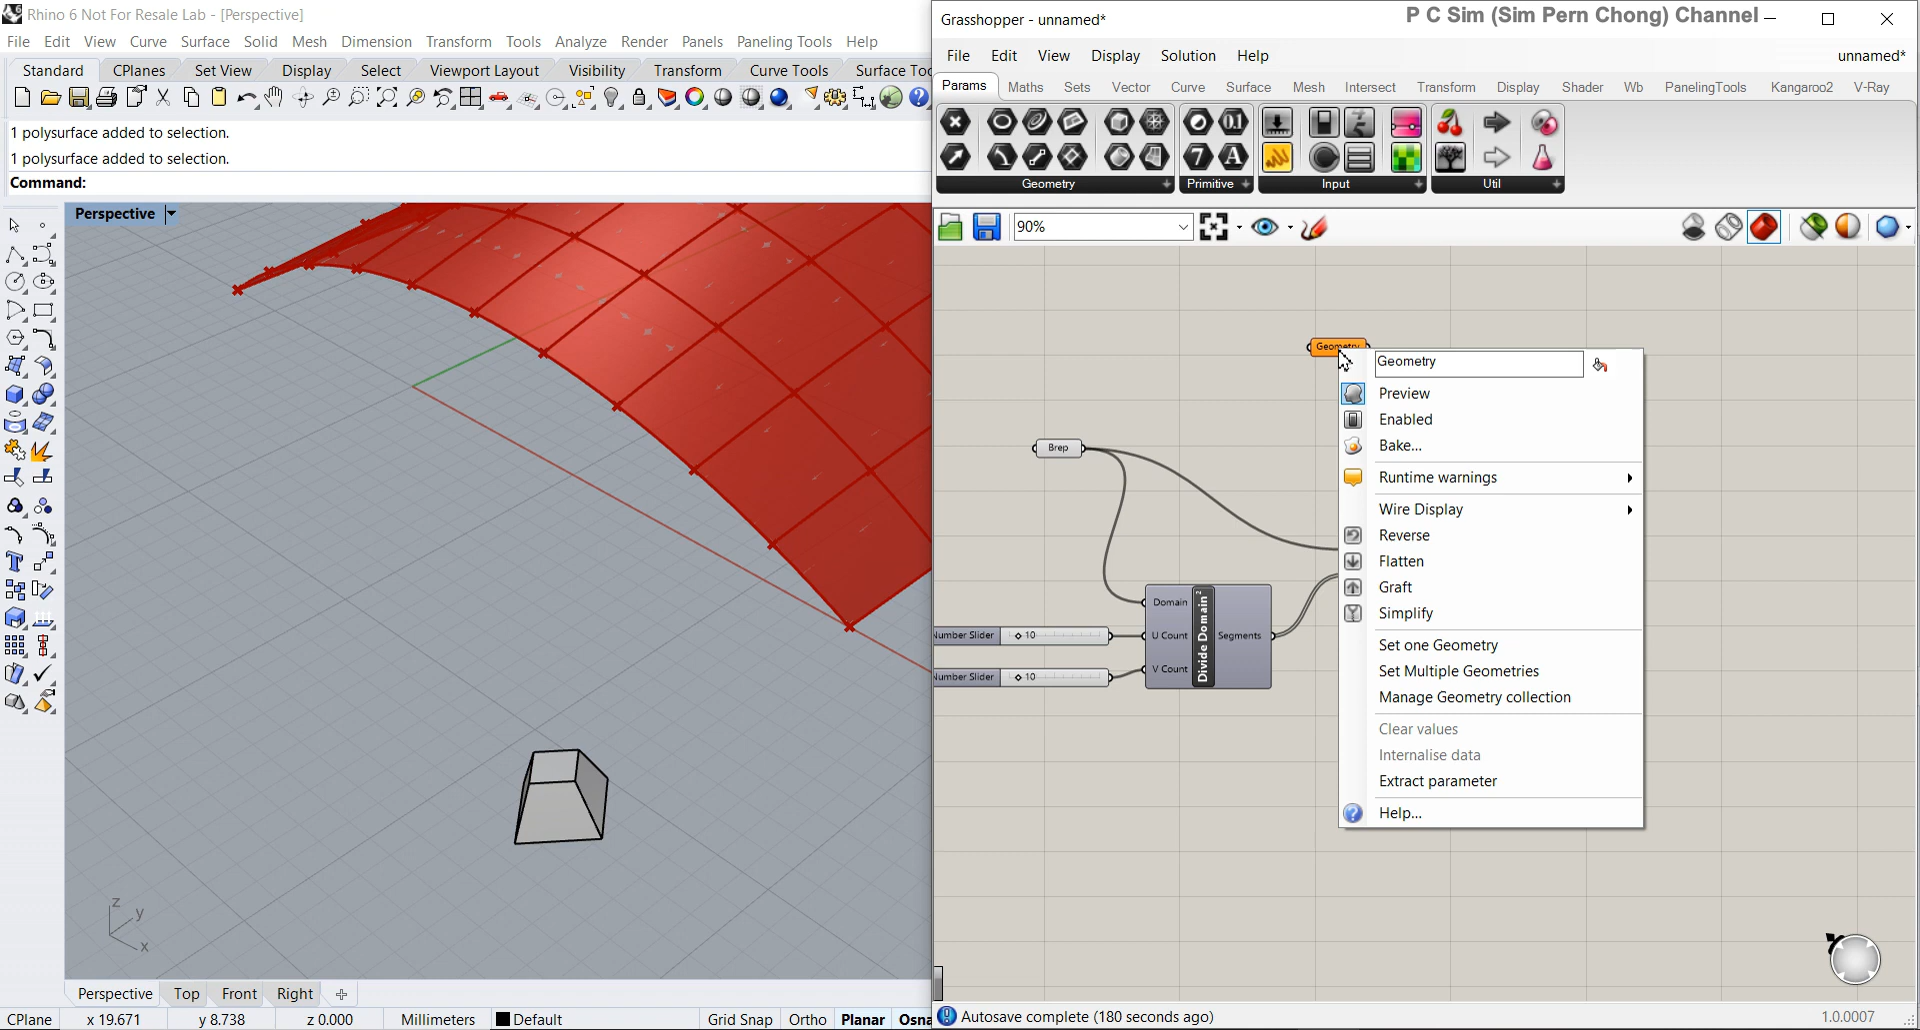 Rhino 6 Not For Resale Lab - [Perspective]
File Edit View Curve Surface Solid Mesh Dimension Transform Tools Analyze Render Panels Paneling Tools Help
Standard CPlanes Set View Display Select Viewport Layout Visibility Transform Curve Tools Surface Too
1 polysurface added to selection.
1 polysurface added to selection.
Command:
Perspective
z
y
x
Perspective Top Front Right
CPlane x 19.671 y 8.738 z 0.000 Millimeters Default Grid Snap Ortho Planar Osna
Grasshopper - unnamed*
P C Sim (Sim Pern Chong) Channel
File Edit View Display Solution Help
unnamed*
Params Maths Sets Vector Curve Surface Mesh Intersect Transform Display Shader Wb PanelingTools Kangaroo2 V-Ray
Geometry Primitive Input Util
90%
Geometry
Geometry
Preview
Enabled
Bake...
Runtime warnings
Wire Display
Reverse
Flatten
Graft
Simplify
Set one Geometry
Set Multiple Geometries
Manage Geometry collection
Clear values
Internalise data
Extract parameter
Help...
Brep
Domain
U Count
V Count
Divide Domain²
Segments
Number Slider 10
Number Slider 10
Autosave complete (180 seconds ago)
1.0.0007